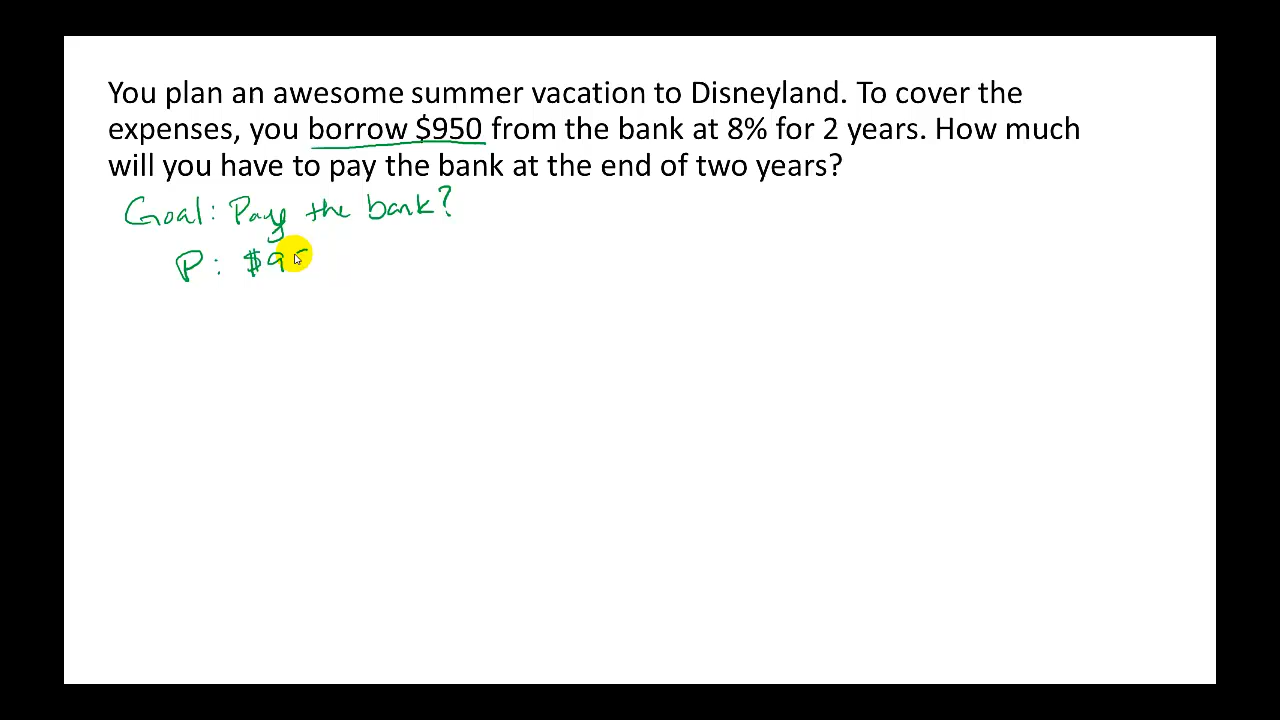 You plan an awesome summer vacation to Disneyland. To cover the
expenses, you borrow $950 from the bank at 8% for 2 years. How much
will you have to pay the bank at the end of two years?
Goal: Pay the bank?
P: $95